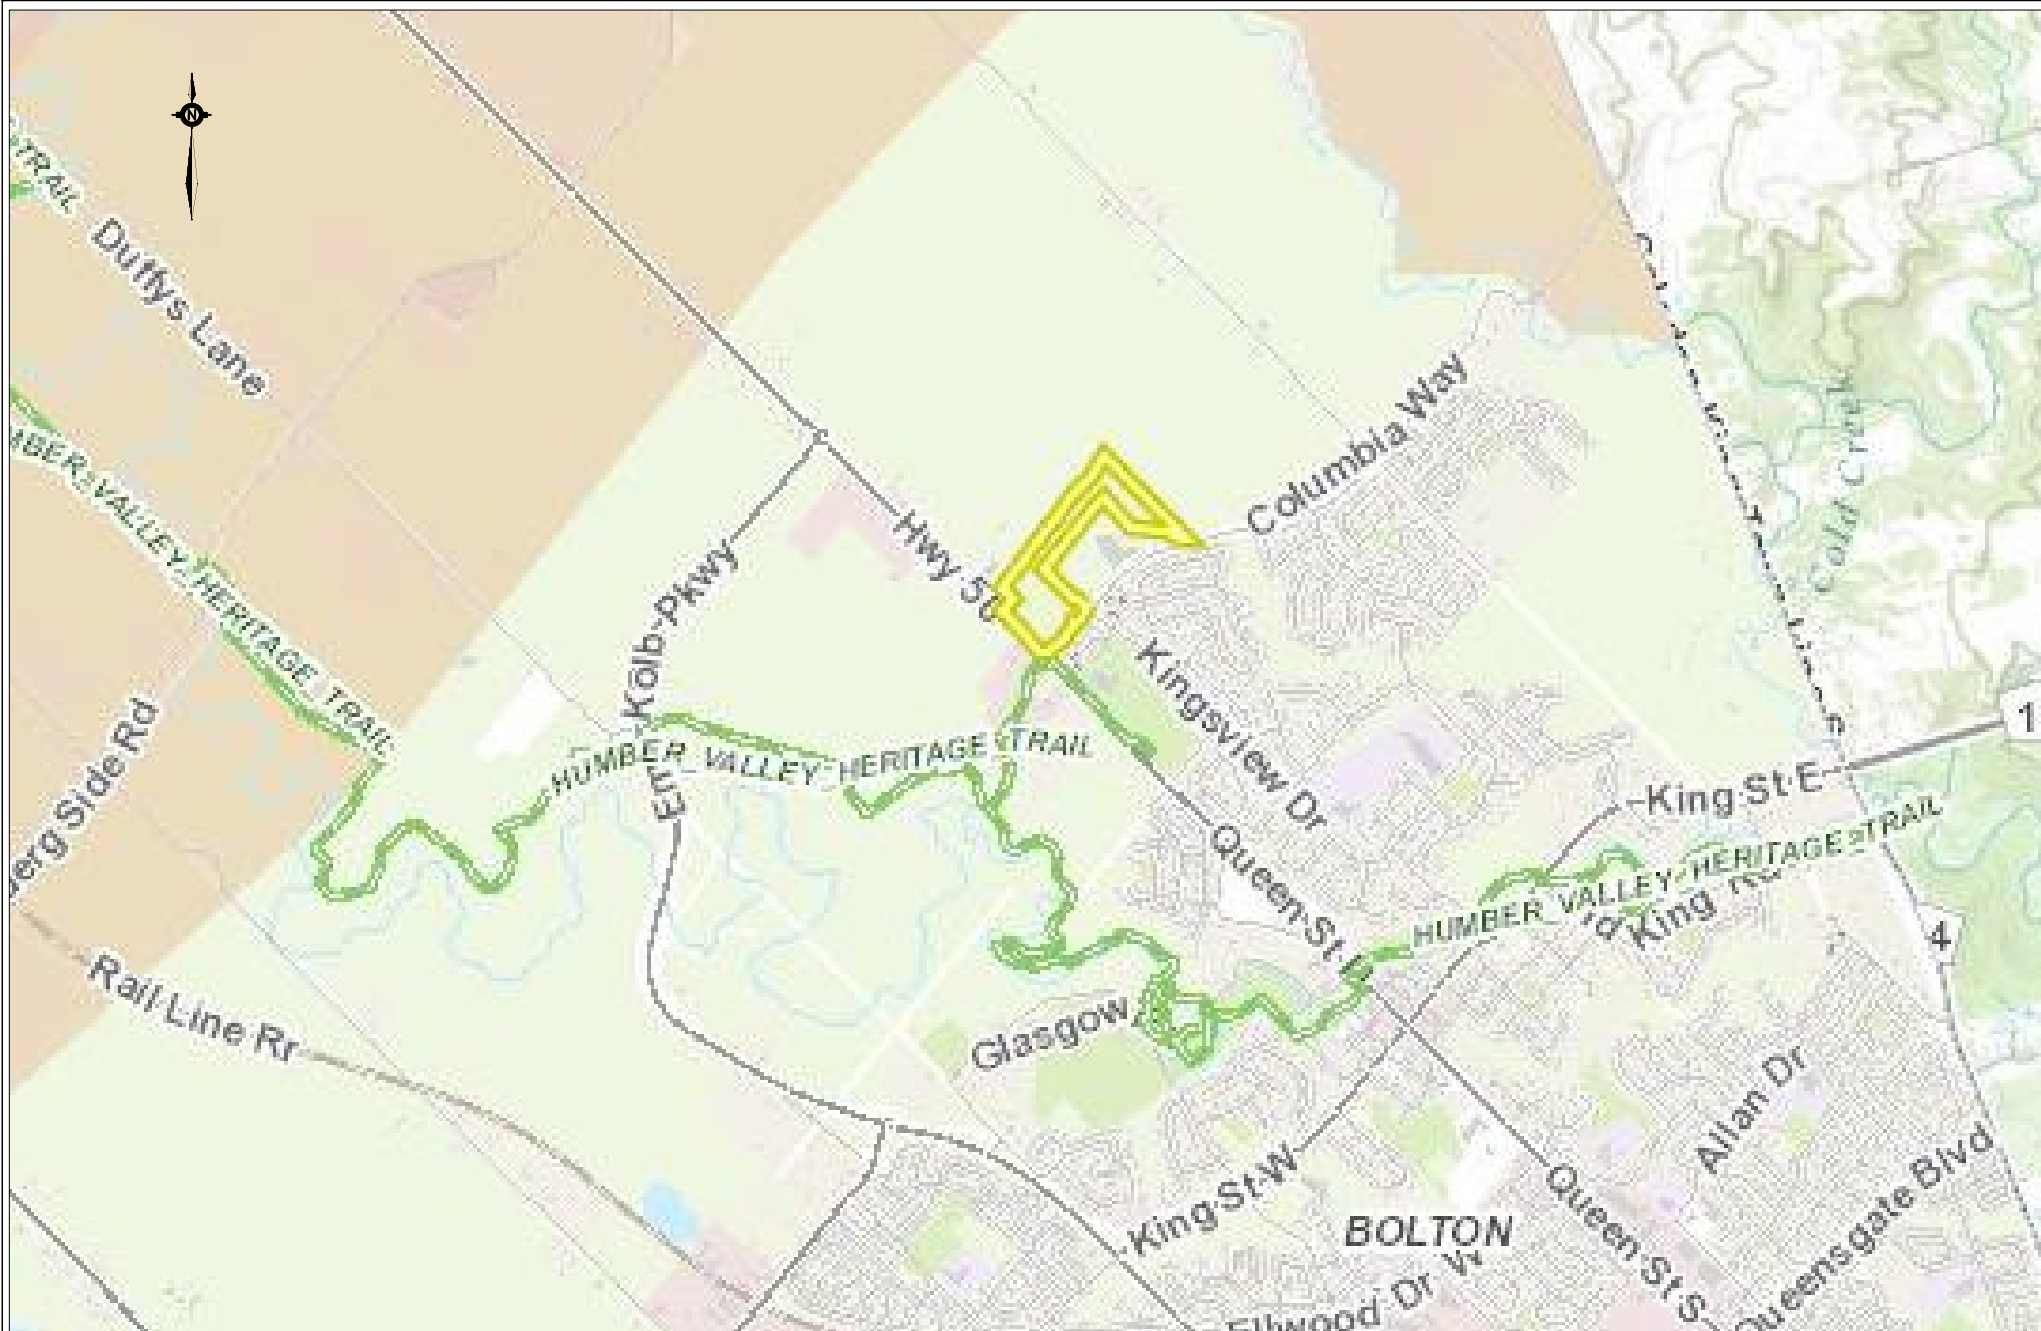 N
TRAIL
Duffys Lane
HUMBER VALLEY HERITAGE TRAIL
Columbia Way
Hwy 50
Cold Creek
Kolb Pkwy
Kingsview Dr
HUMBER VALLEY HERITAGE TRAIL
1
King St E
Queen St N
HUMBER VALLEY HERITAGE TRAIL
King Rd
4
Rail Line Rr
Glasgow
Allan Dr
King St W
BOLTON
Queen St S
Queensgate Blvd
Ellwood Dr W